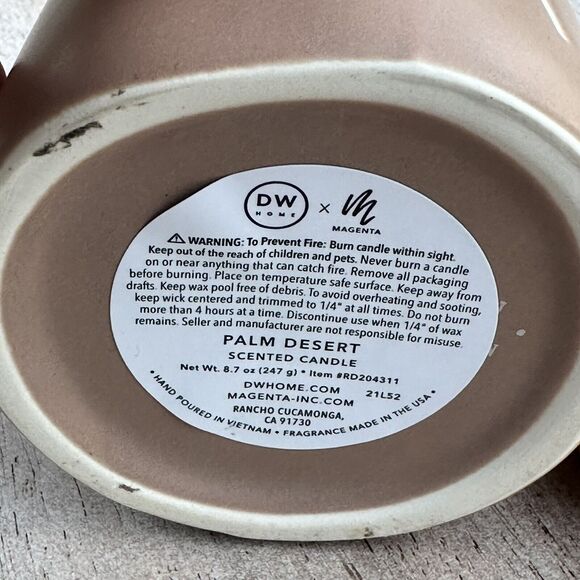 DW
HOME
×
M
MAGENTA
⚠ WARNING: To Prevent Fire: Burn candle within sight.
Keep out of the reach of children and pets. Never burn a candle
on or near anything that can catch fire. Remove all packaging
before burning. Place on temperature safe surface. Keep away from
drafts. Keep wax pool free of debris. To avoid overheating and sooting,
keep wick centered and trimmed to 1/4" at all times. Do not burn
more than 4 hours at a time. Discontinue use when 1/4" of wax
remains. Seller and manufacturer are not responsible for misuse.
PALM DESERT
SCENTED CANDLE
Net Wt. 8.7 oz (247 g) • Item #RD204311
DWHOME.COM 21L52
MAGENTA-INC.COM
RANCHO CUCAMONGA,
CA 91730
• HAND POURED IN VIETNAM • FRAGRANCE MADE IN THE USA •